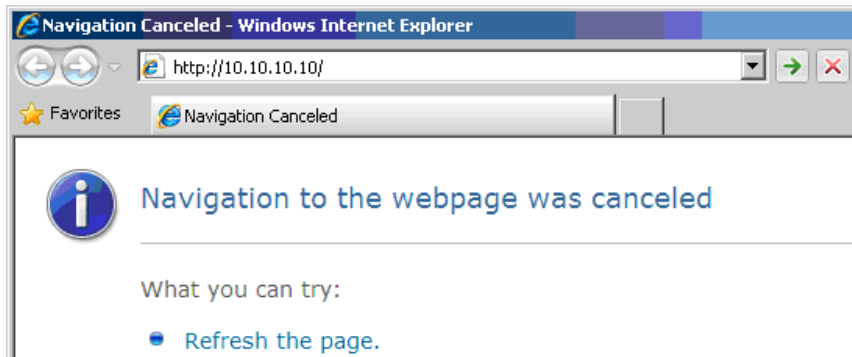 Navigation Canceled - Windows Internet Explorer
http://10.10.10.10/
Favorites
Navigation Canceled
Navigation to the webpage was canceled
What you can try:
Refresh the page.